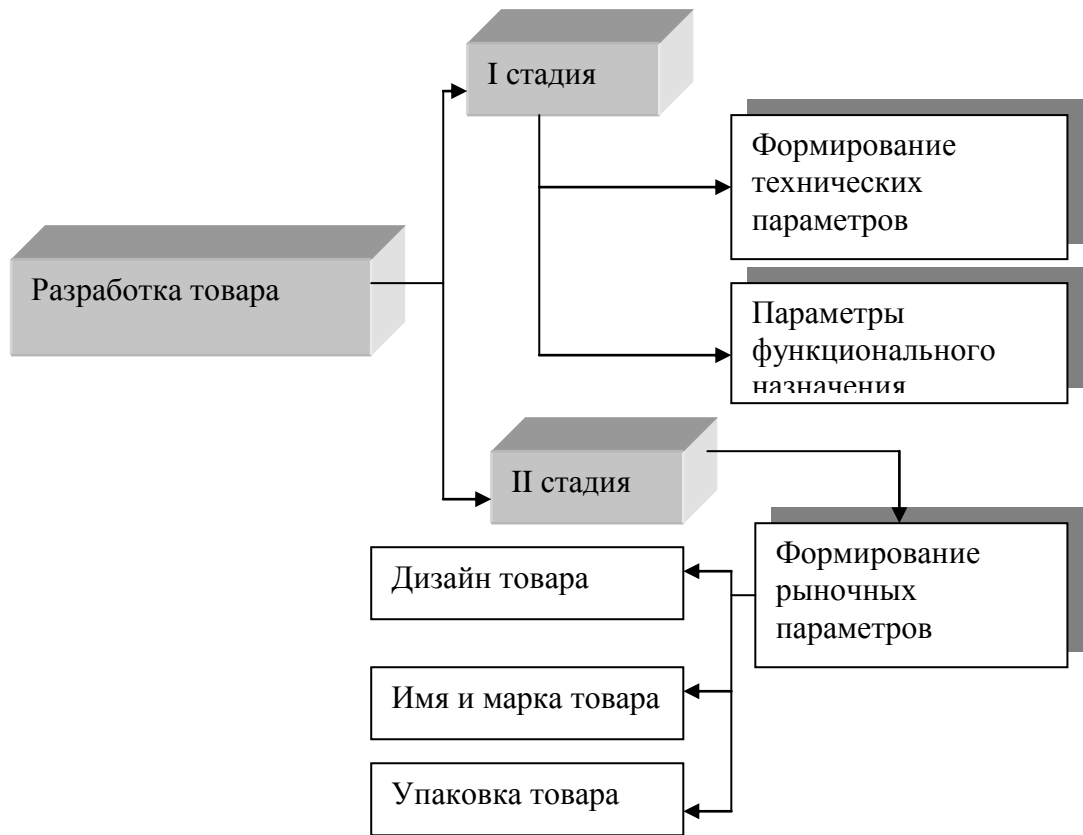 I стадия
Формирование
технических
параметров
Разработка товара
Параметры
функционального
назначения
II стадия
Формирование
рыночных
параметров
Дизайн товара
Имя и марка товара
Упаковка товара